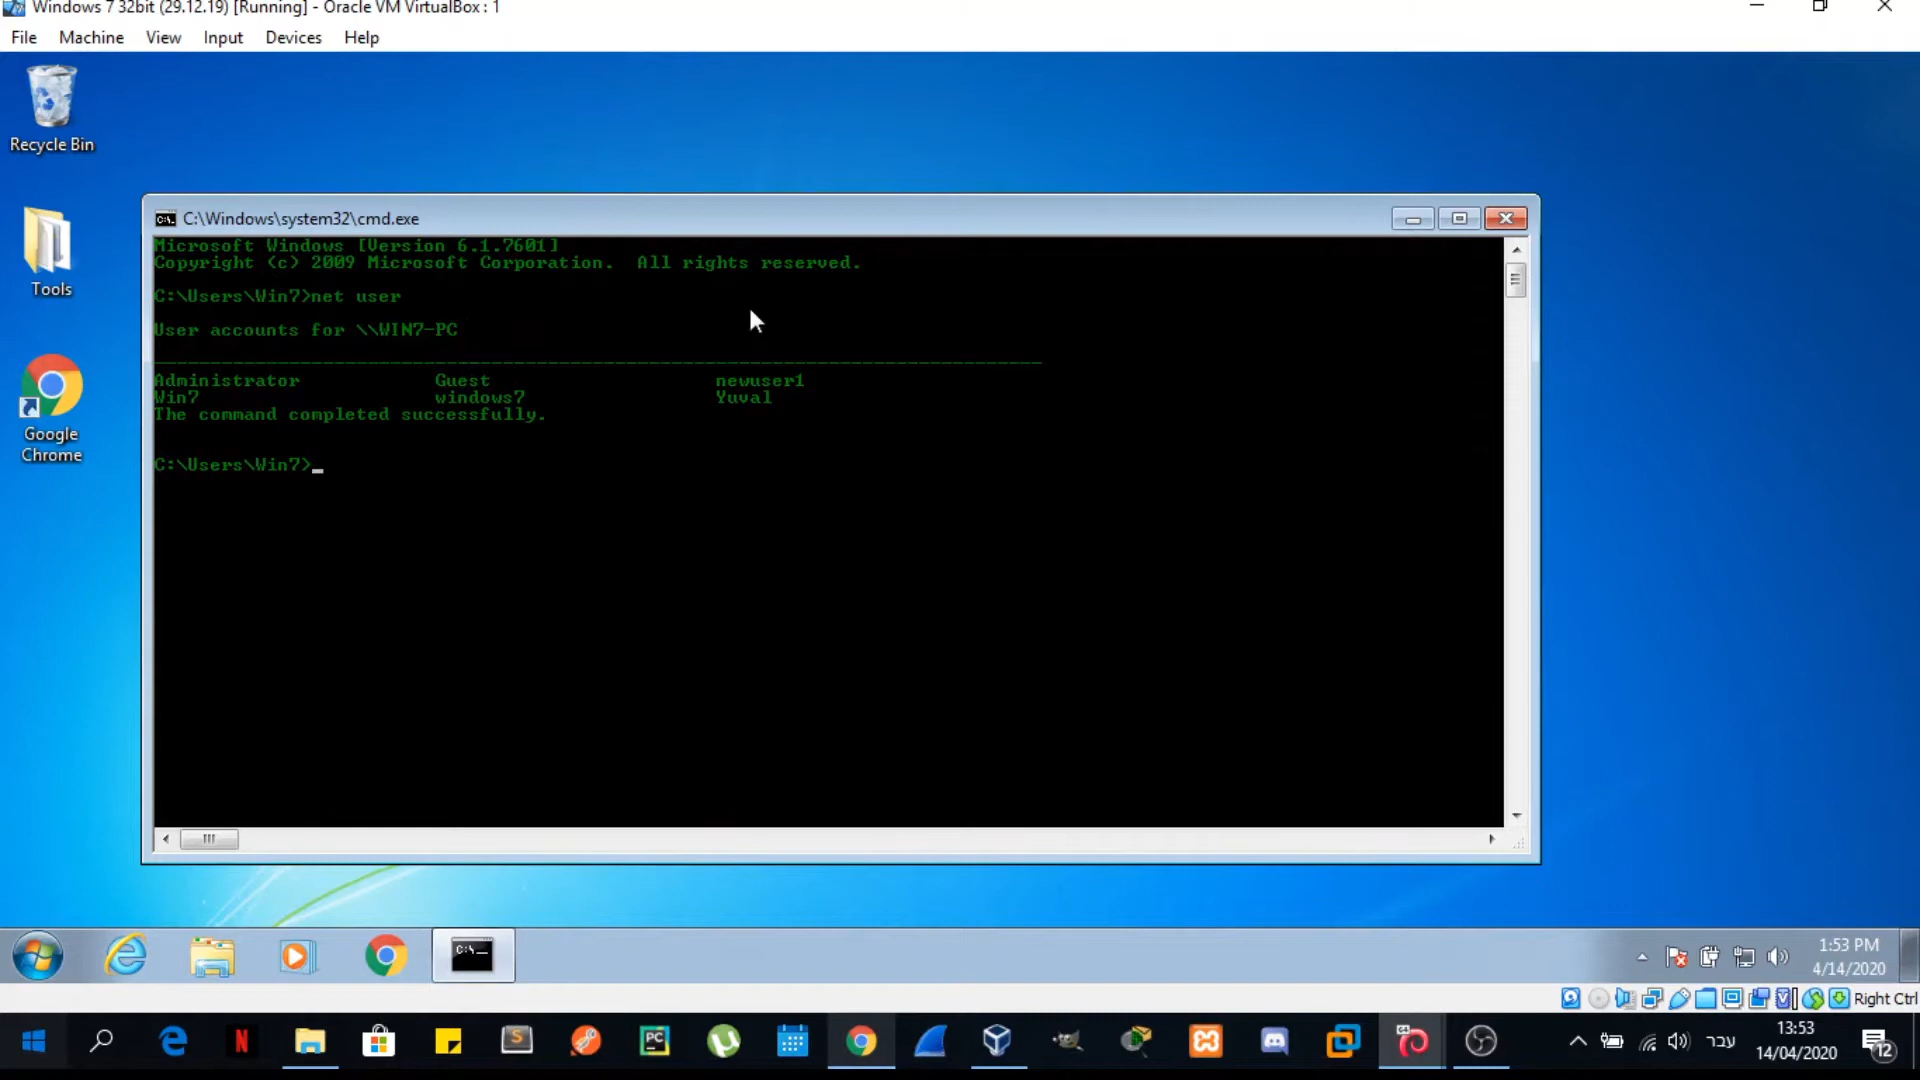 Windows 7 32bit (29.12.19) [Running] - Oracle VM VirtualBox : 1
File Machine View Input Devices Help
Recycle Bin
Tools
Google
Chrome
C:\Windows\system32\cmd.exe
Microsoft Windows [Version 6.1.7601]
Copyright (c) 2009 Microsoft Corporation.  All rights reserved.
C:\Users\Win7>net user
User accounts for \\WIN7-PC
-------------------------------------------------------------------------------
Administrator Guest newuser1
Win7 windows7 Yuval
The command completed successfully.
C:\Users\Win7>_
C:\.
C:\._
1:53 PM
4/14/2020
Right Ctrl
N
S
PC
עבר
13:53
14/04/2020
12